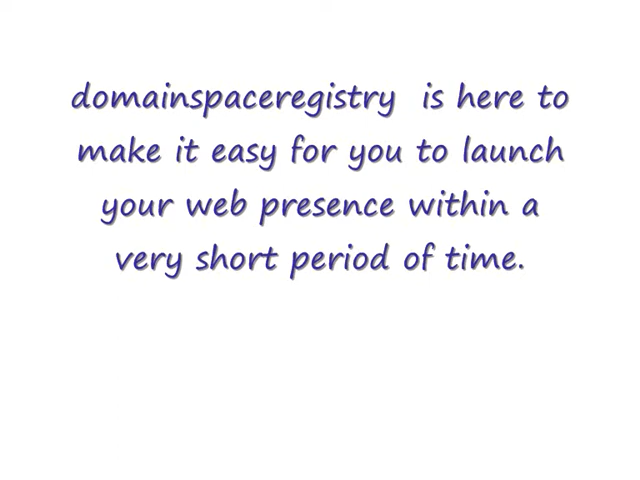 domainspaceregistry is here to
make it easy for you to launch
your web presence within a
very short period of time.